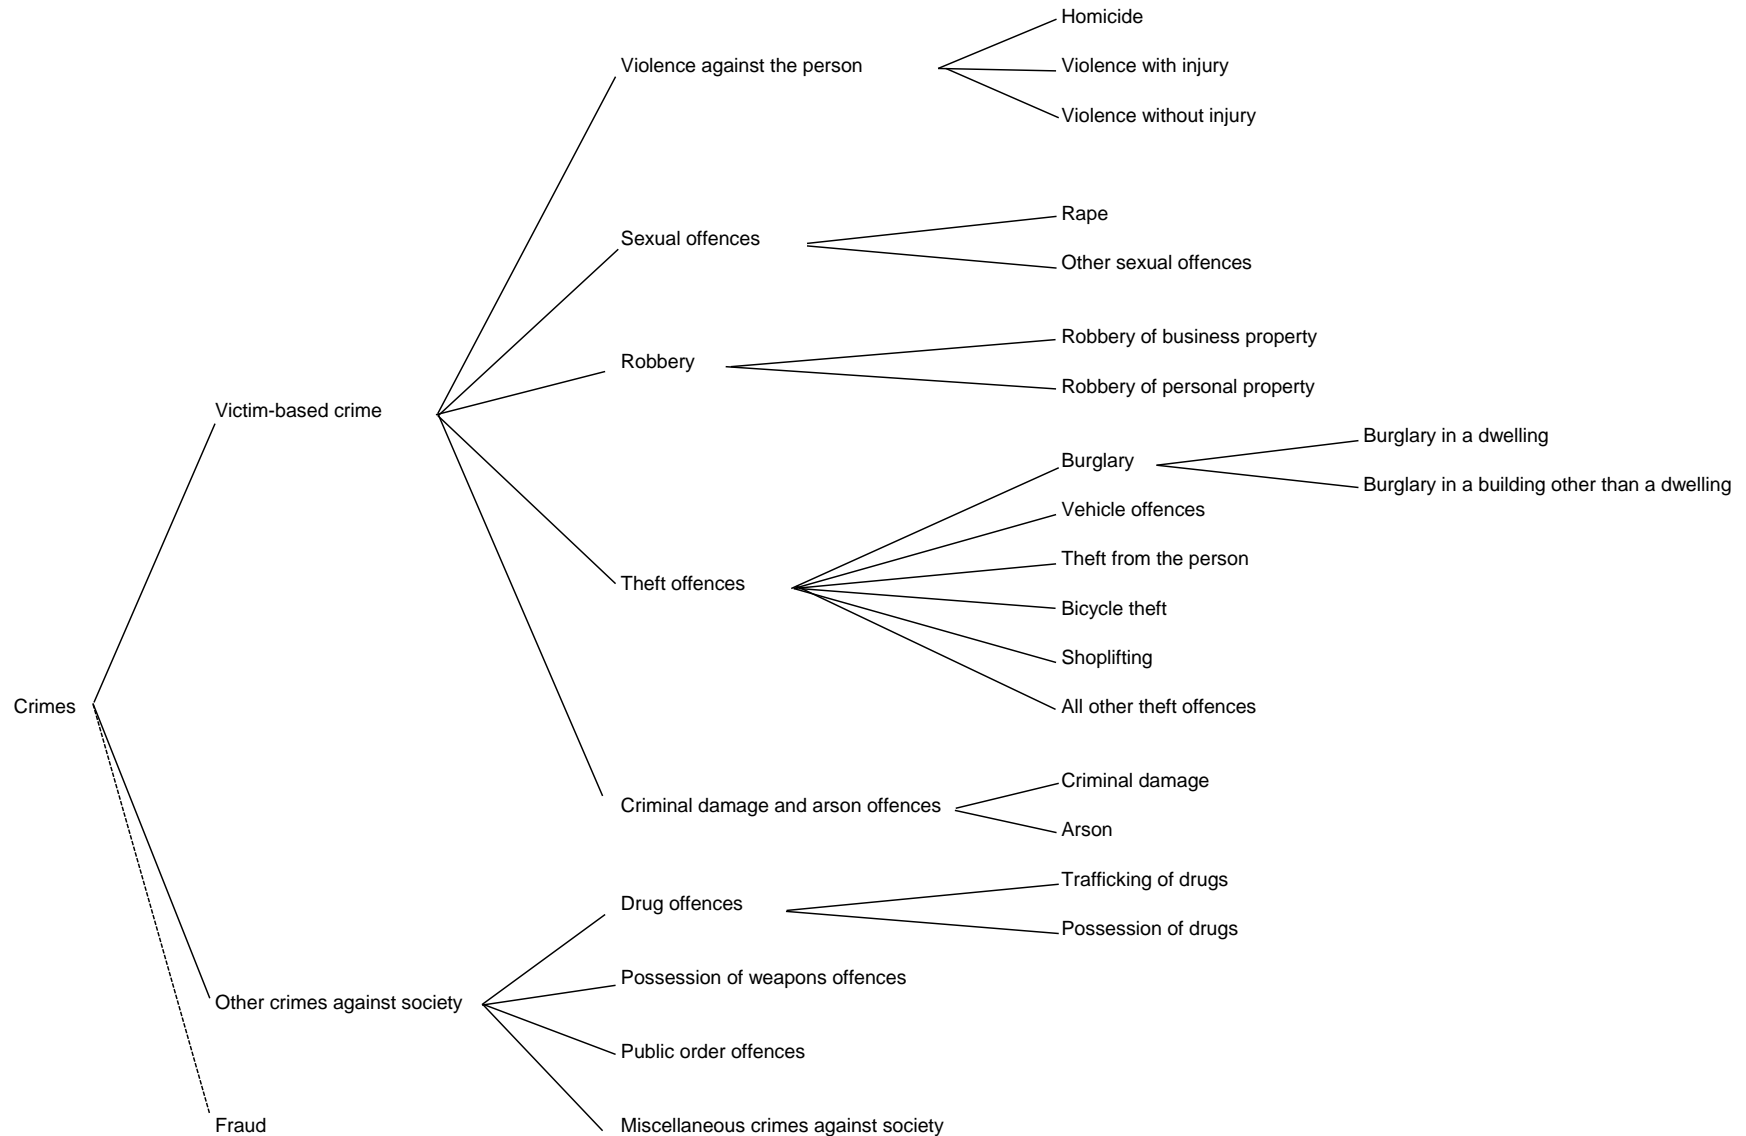 Homicide
Violence against the person
Violence with injury
Violence without injury
Rape
Sexual offences
Other sexual offences
Robbery of business property
Robbery
Robbery of personal property
Victim-based crime
Burglary in a dwelling
Burglary
Burglary in a building other than a dwelling
Vehicle offences
Theft from the person
Theft offences
Bicycle theft
Shoplifting
Crimes
All other theft offences
Criminal damage
Criminal damage and arson offences
Arson
Trafficking of drugs
Drug offences
Possession of drugs
Possession of weapons offences
Other crimes against society
Public order offences
Fraud
Miscellaneous crimes against society